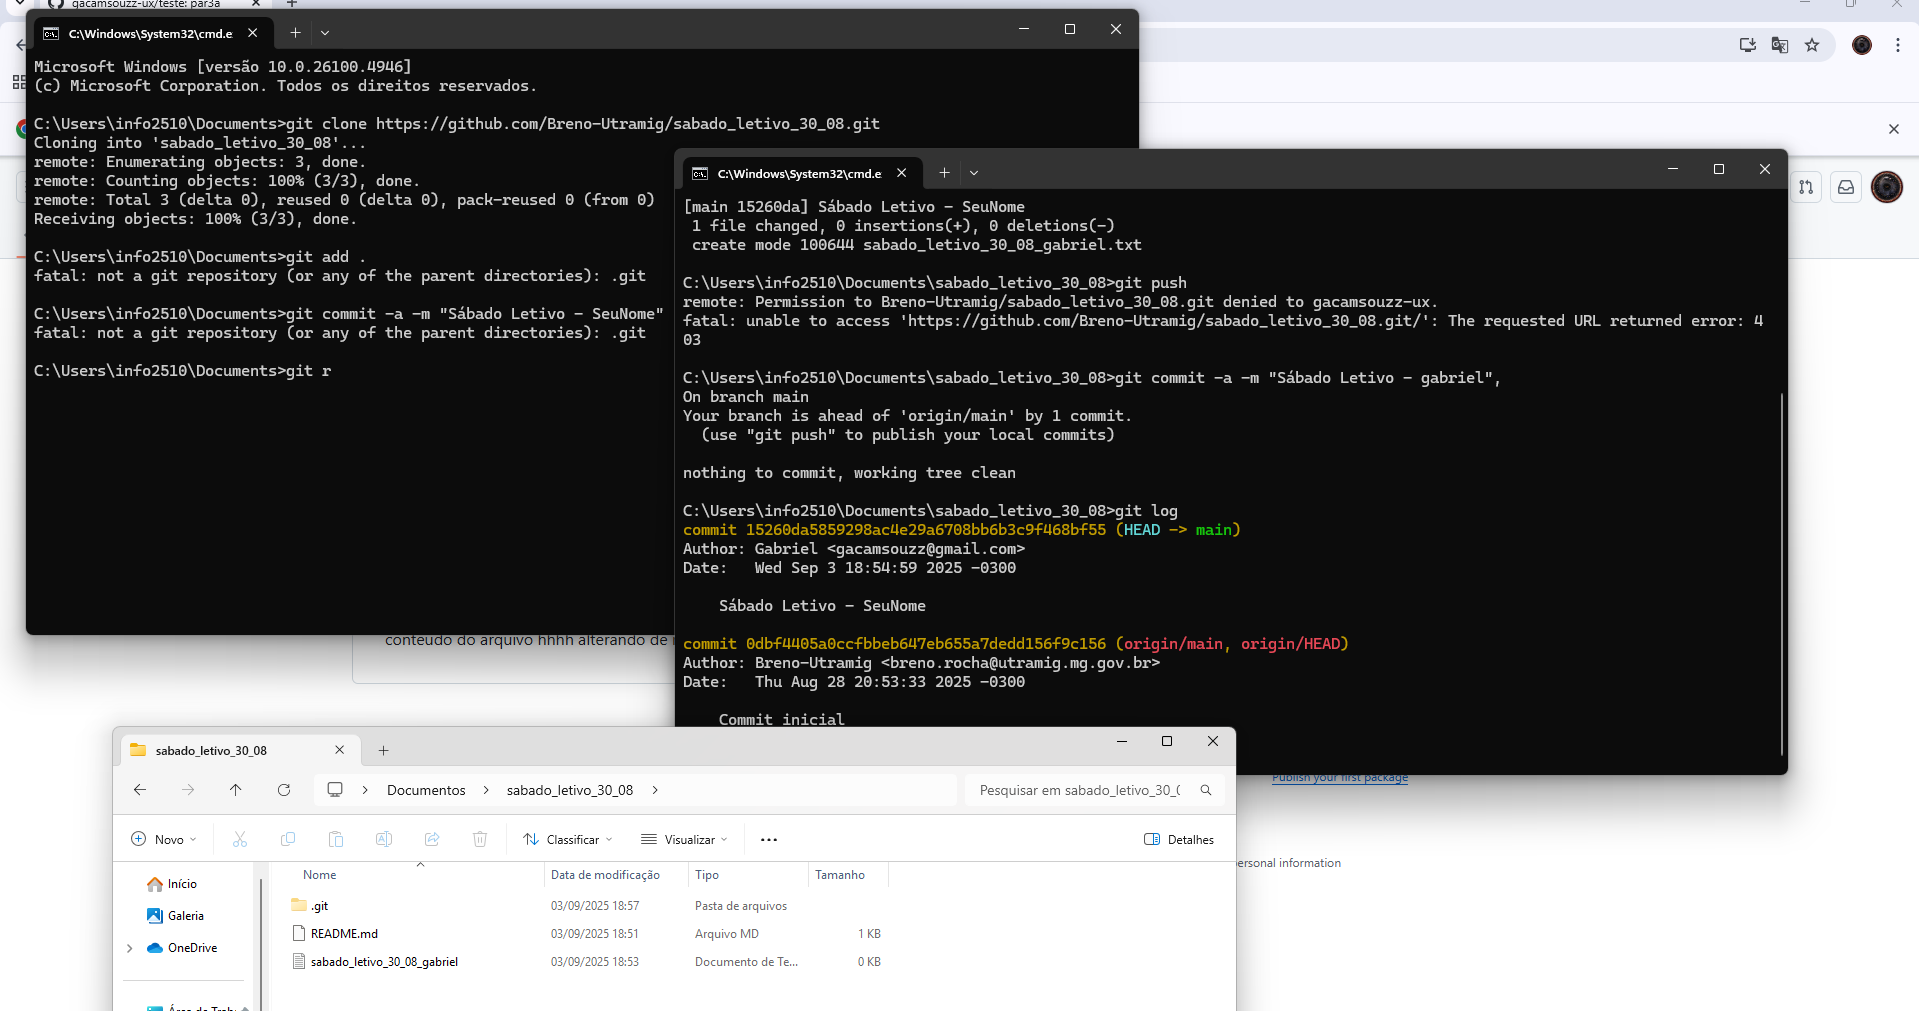 gacamsouzz-ux/teste: par3a
C:\Windows\System32\cmd.e
Microsoft Windows [versão 10.0.26100.4946]
(c) Microsoft Corporation. Todos os direitos reservados.
C:\Users\info2510\Documents>git clone https://github.com/Breno-Utramig/sabado_letivo_30_08.git
Cloning into 'sabado_letivo_30_08'...
remote: Enumerating objects: 3, done.
remote: Counting objects: 100% (3/3), done.
remote: Total 3 (delta 0), reused 0 (delta 0), pack-reused 0 (from 0)
Receiving objects: 100% (3/3), done.
C:\Users\info2510\Documents>git add .
fatal: not a git repository (or any of the parent directories): .git
C:\Users\info2510\Documents>git commit -a -m "Sábado Letivo - SeuNome"
fatal: not a git repository (or any of the parent directories): .git
C:\Users\info2510\Documents>git r
C:\Windows\System32\cmd.e
[main 15260da] Sábado Letivo - SeuNome
1 file changed, 0 insertions(+), 0 deletions(-)
create mode 100644 sabado_letivo_30_08_gabriel.txt
C:\Users\info2510\Documents\sabado_letivo_30_08>git push
remote: Permission to Breno-Utramig/sabado_letivo_30_08.git denied to gacamsouzz-ux.
fatal: unable to access 'https://github.com/Breno-Utramig/sabado_letivo_30_08.git/': The requested URL returned error: 4
03
C:\Users\info2510\Documents\sabado_letivo_30_08>git commit -a -m "Sábado Letivo - gabriel",
On branch main
Your branch is ahead of 'origin/main' by 1 commit.
(use "git push" to publish your local commits)
nothing to commit, working tree clean
C:\Users\info2510\Documents\sabado_letivo_30_08>git log
commit 15260da5859298ac4e29a6708bb6b3c9f468bf55 (HEAD -> main)
Author: Gabriel <gacamsouzz@gmail.com>
Date:   Wed Sep 3 18:54:59 2025 -0300
Sábado Letivo - SeuNome
commit 0dbf4405a0ccfbbeb647eb655a7dedd156f9c156 (origin/main, origin/HEAD)
Author: Breno-Utramig <breno.rocha@utramig.mg.gov.br>
Date:   Thu Aug 28 20:53:33 2025 -0300
Commit inicial
conteudo do arquivo hhhh alterando de
Publish your first package
ersonal information
sabado_letivo_30_08
Documentos > sabado_letivo_30_08 >
Pesquisar em sabado_letivo_30_0
Novo
Classificar
Visualizar
Detalhes
Nome
Data de modificação
Tipo
Tamanho
Início
Galeria
OneDrive
Área de Trab
.git 03/09/2025 18:57 Pasta de arquivos
README.md 03/09/2025 18:51 Arquivo MD 1 KB
sabado_letivo_30_08_gabriel 03/09/2025 18:53 Documento de Te... 0 KB